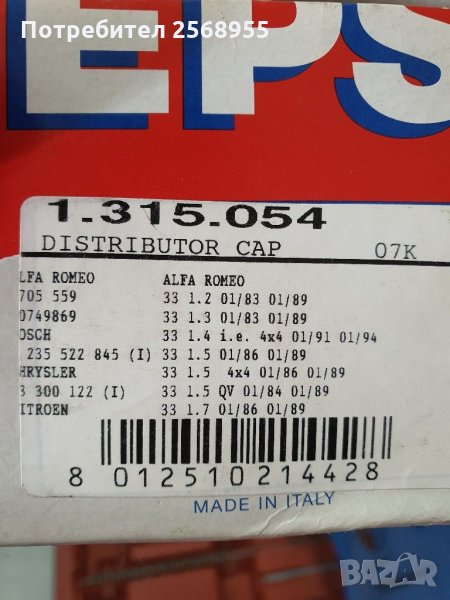 Потребител 2568955
EPS
1.315.054
DISTRIBUTOR CAP 07K
LFA ROMEO ALFA ROMEO
705 559 33 1.2 01/83 01/89
0749869 33 1.3 01/83 01/89
OSCH 33 1.4 i.e. 4x4 01/91 01/94
235 522 845 (I) 33 1.5 01/86 01/89
HRYSLER 33 1.5 4x4 01/86 01/89
3 300 122 (I) 33 1.5 QV 01/84 01/89
ITROEN 33 1.7 01/86 01/89
8 012510 214428
MADE IN ITALY
BAZAR